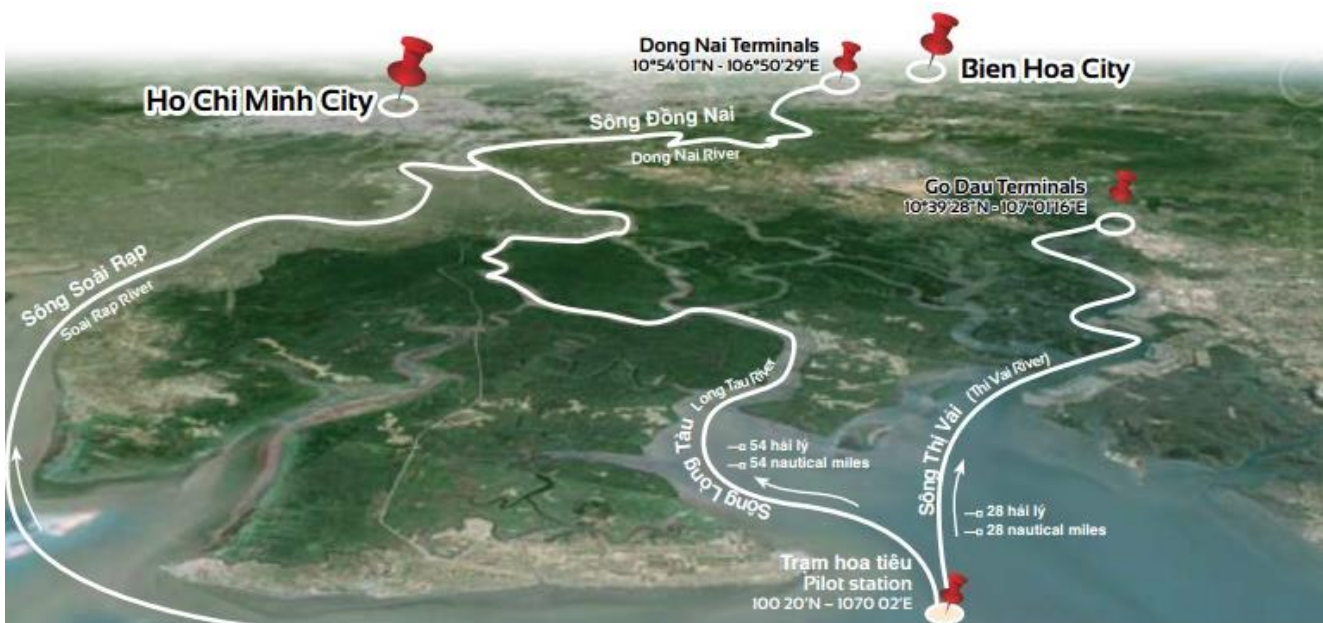 Dong Nai Terminals
10°54'01"N - 106°50'29"E
Bien Hoa City
Ho Chi Minh City
Sông Đồng Nai
Dong Nai River
Go Dau Terminals
10°39'28"N - 107°01'16"E
Sông Soài Rạp
Soai Rap River
Long Tau River
Sông Lòng Tàu
54 hải lý
54 nautical miles
Sông Thị Vải (Thi Vai River)
28 hải lý
28 nautical miles
Trạm hoa tiêu
Pilot station
100 20'N – 1070 02'E